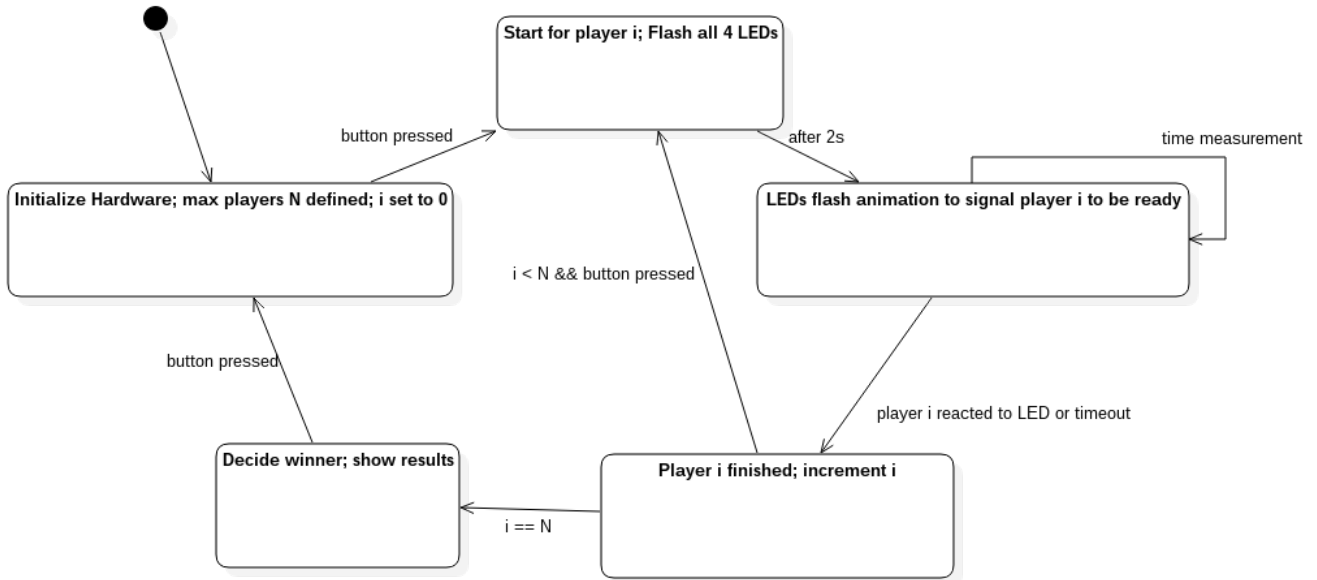 Start for player i; Flash all 4 LEDs
button pressed
after 2s
time measurement
Initialize Hardware; max players N defined; i set to 0
LEDs flash animation to signal player i to be ready
i < N && button pressed
button pressed
player i reacted to LED or timeout
Decide winner; show results
Player i finished; increment i
i == N